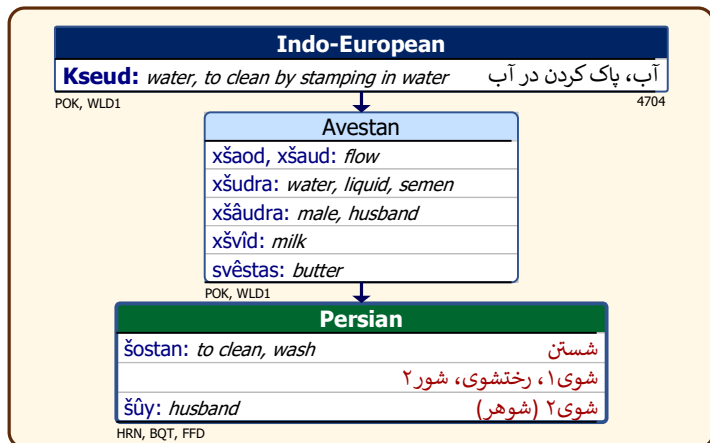 Indo-European
Kseud: water, to clean by stamping in water آب، پاک کردن در آب
POK, WLD1 4704
Avestan
xšaod, xšaud: flow
xšudra: water, liquid, semen
xšâudra: male, husband
xšvîd: milk
svêstas: butter
POK, WLD1
Persian
šostan: to clean, wash شستن
شوی۱، رختشوی، شور۲
šûy: husband شوی۲ (شوهر)
HRN, BQT, FFD